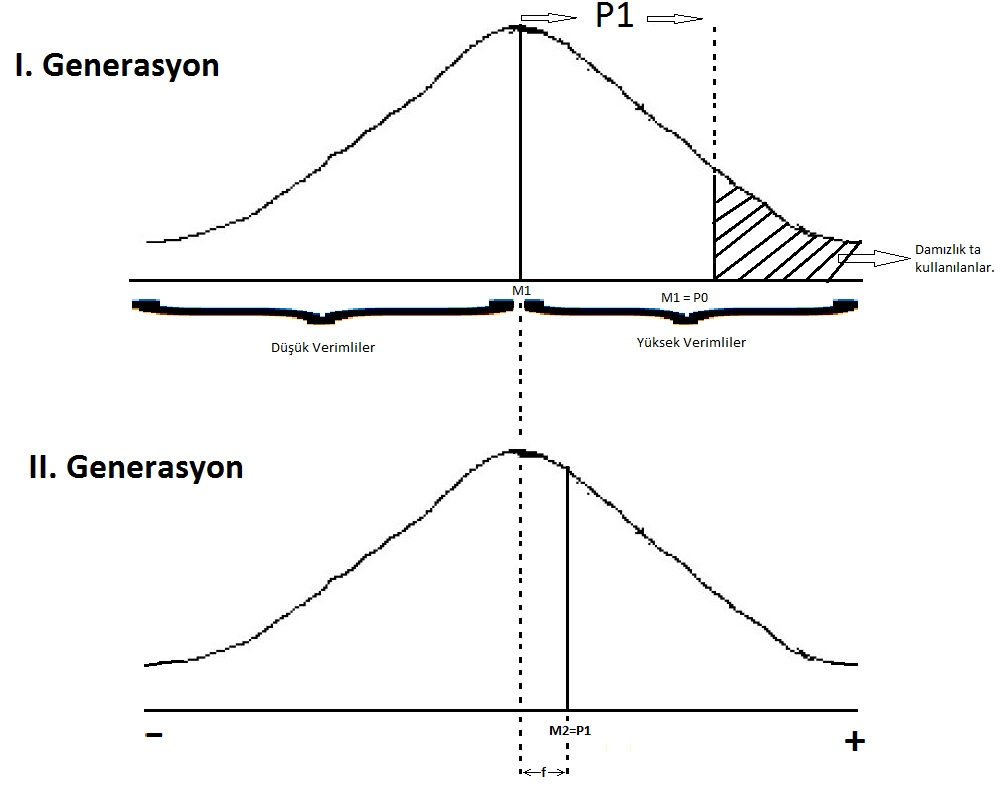 P1
I. Generasyon
Damızlık ta
kullanılanlar.
M1
M1 = P0
Düşük Verimliler
Yüksek Verimliler
II. Generasyon
M2=P1
–
+
f